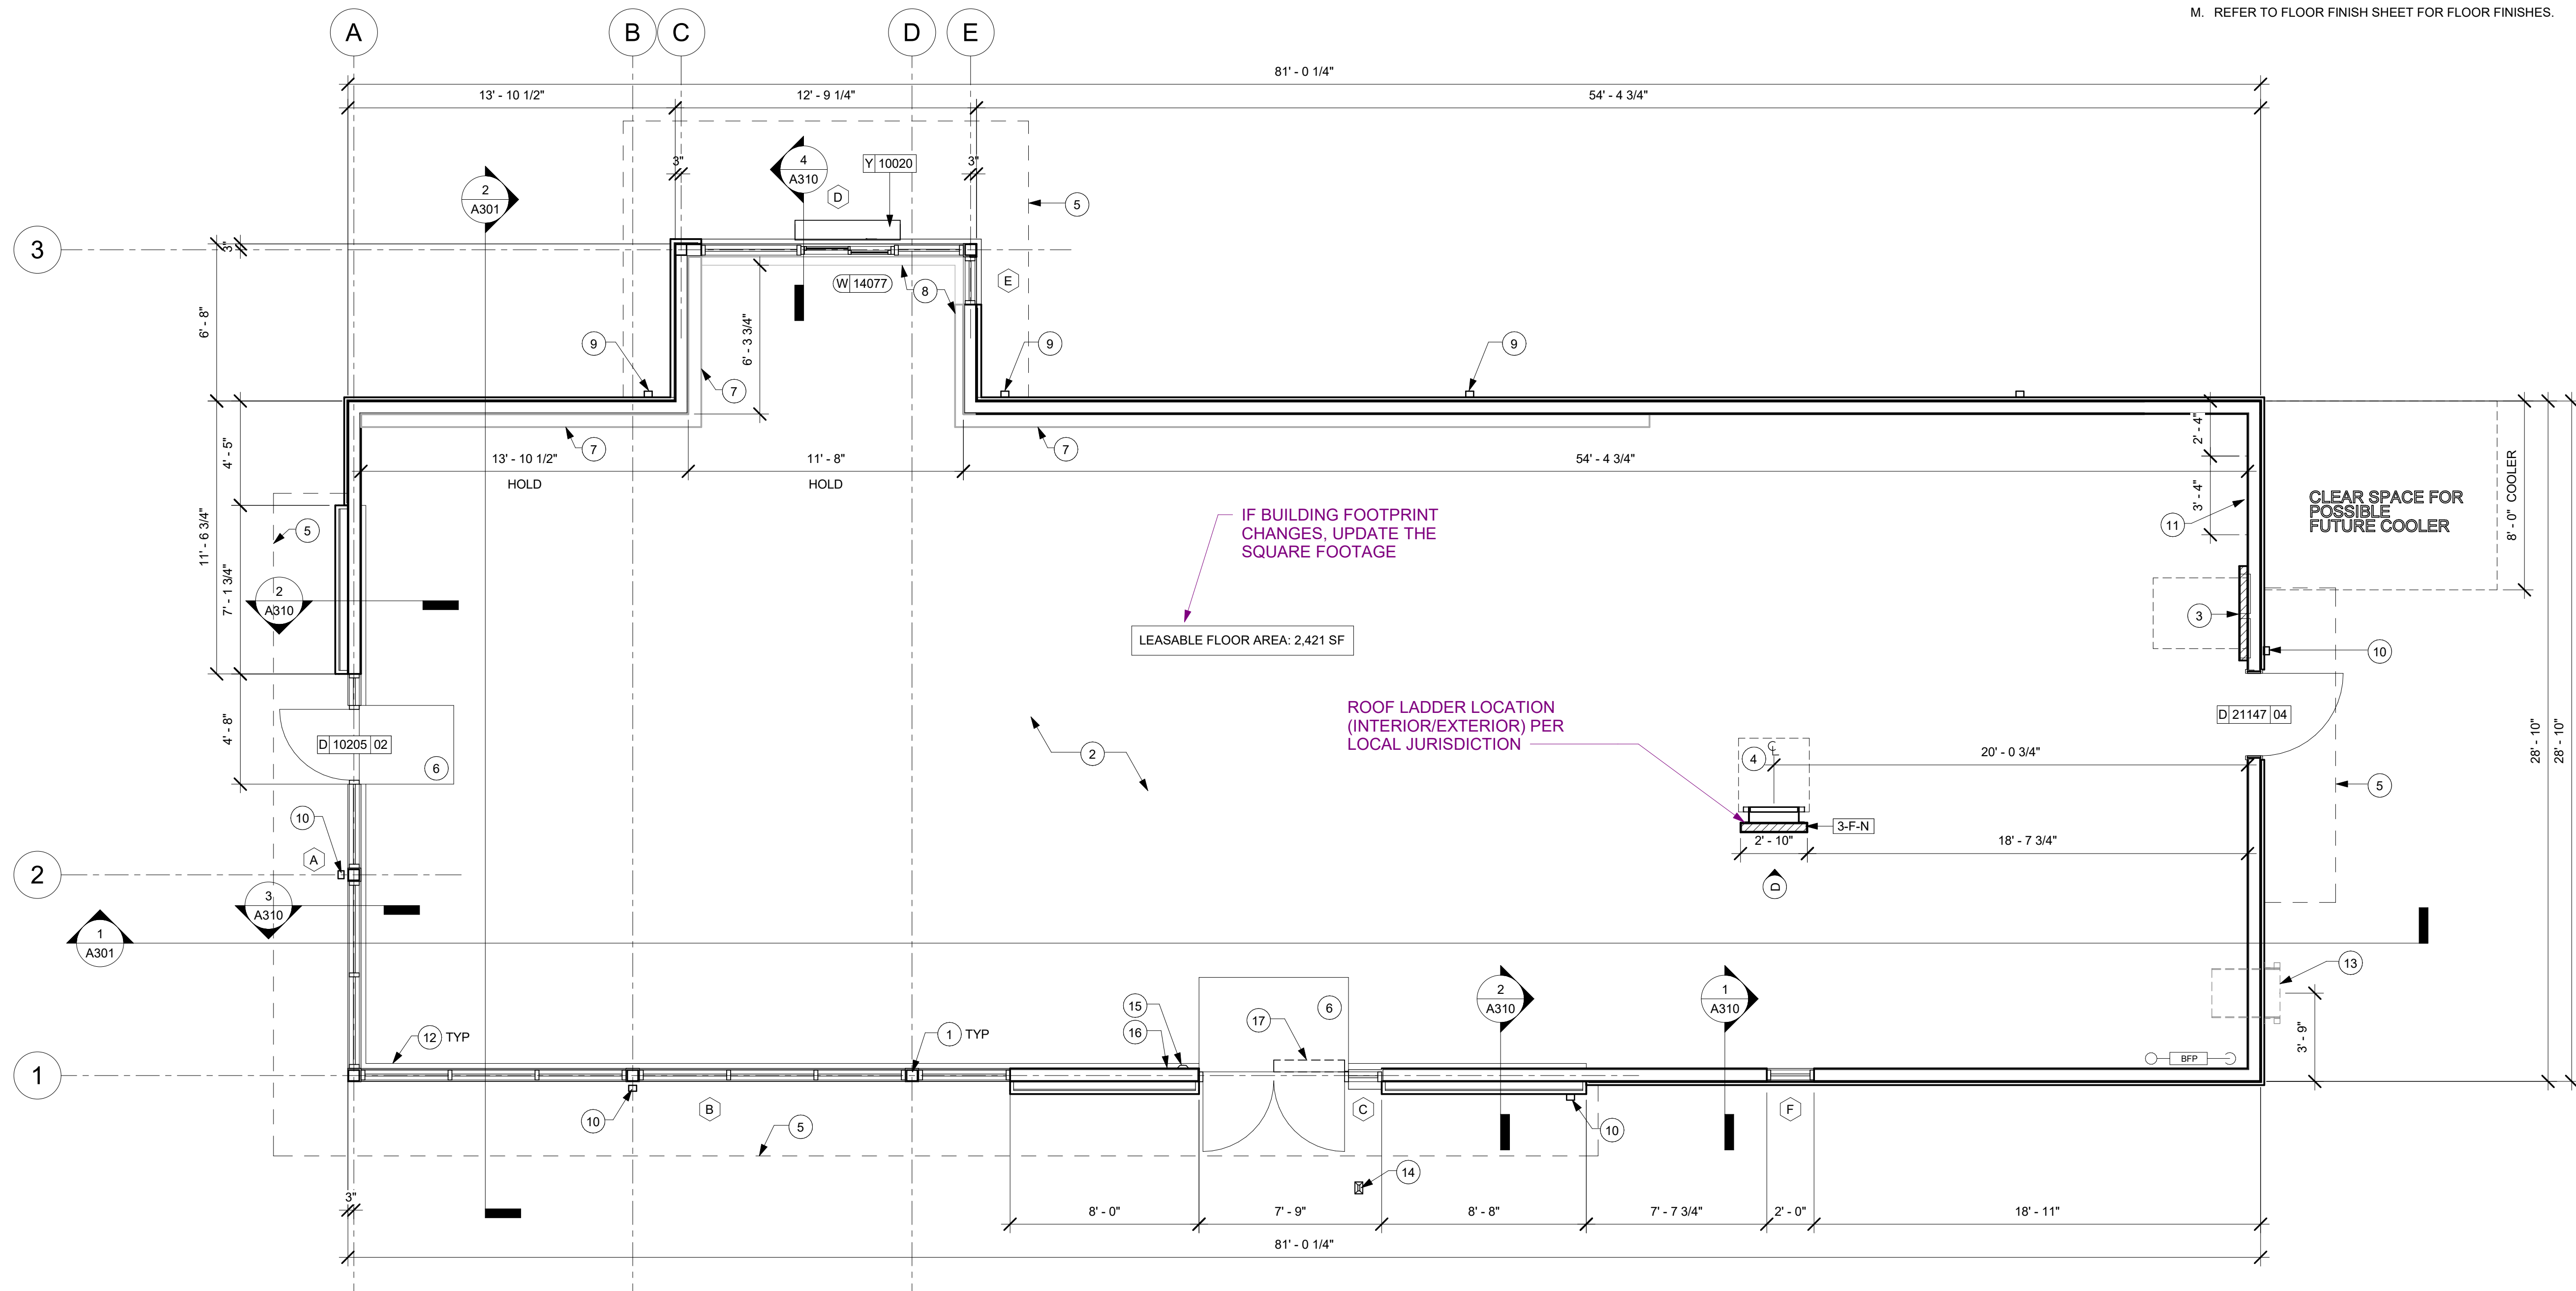 M. REFER TO FLOOR FINISH SHEET FOR FLOOR FINISHES.
A
B
C
D
E
81' - 0 1/4"
13' - 10 1/2"
12' - 9 1/4"
54' - 4 3/4"
3"
3"
4
A310
Y 10020
D
2
A301
5
3
3"
W 14077
8
E
6' - 8"
6' - 3 3/4"
9
9
9
7
7
7
4' - 5"
13' - 10 1/2"
HOLD
11' - 8"
HOLD
54' - 4 3/4"
2' - 4"
3' - 4"
11
8' - 0" COOLER
CLEAR SPACE FOR
POSSIBLE
FUTURE COOLER
IF BUILDING FOOTPRINT
CHANGES, UPDATE THE
SQUARE FOOTAGE
5
11' - 6 3/4"
7' - 1 3/4"
2
A310
3
LEASABLE FLOOR AREA: 2,421 SF
10
ROOF LADDER LOCATION
(INTERIOR/EXTERIOR) PER
LOCAL JURISDICTION
D 21147 04
4' - 8"
D 10205 02
6
2
4
CL
20' - 0 3/4"
28' - 10"
28' - 10"
5
10
3-F-N
2' - 10"
18' - 7 3/4"
A
2
D
3
A310
1
A301
13
3' - 9"
15
16
17
6
2
A310
1
A310
12 TYP
1 TYP
BFP
1
10
B
C
F
5
10
14
3"
8' - 0"
7' - 9"
8' - 8"
7' - 7 3/4"
2' - 0"
18' - 11"
81' - 0 1/4"